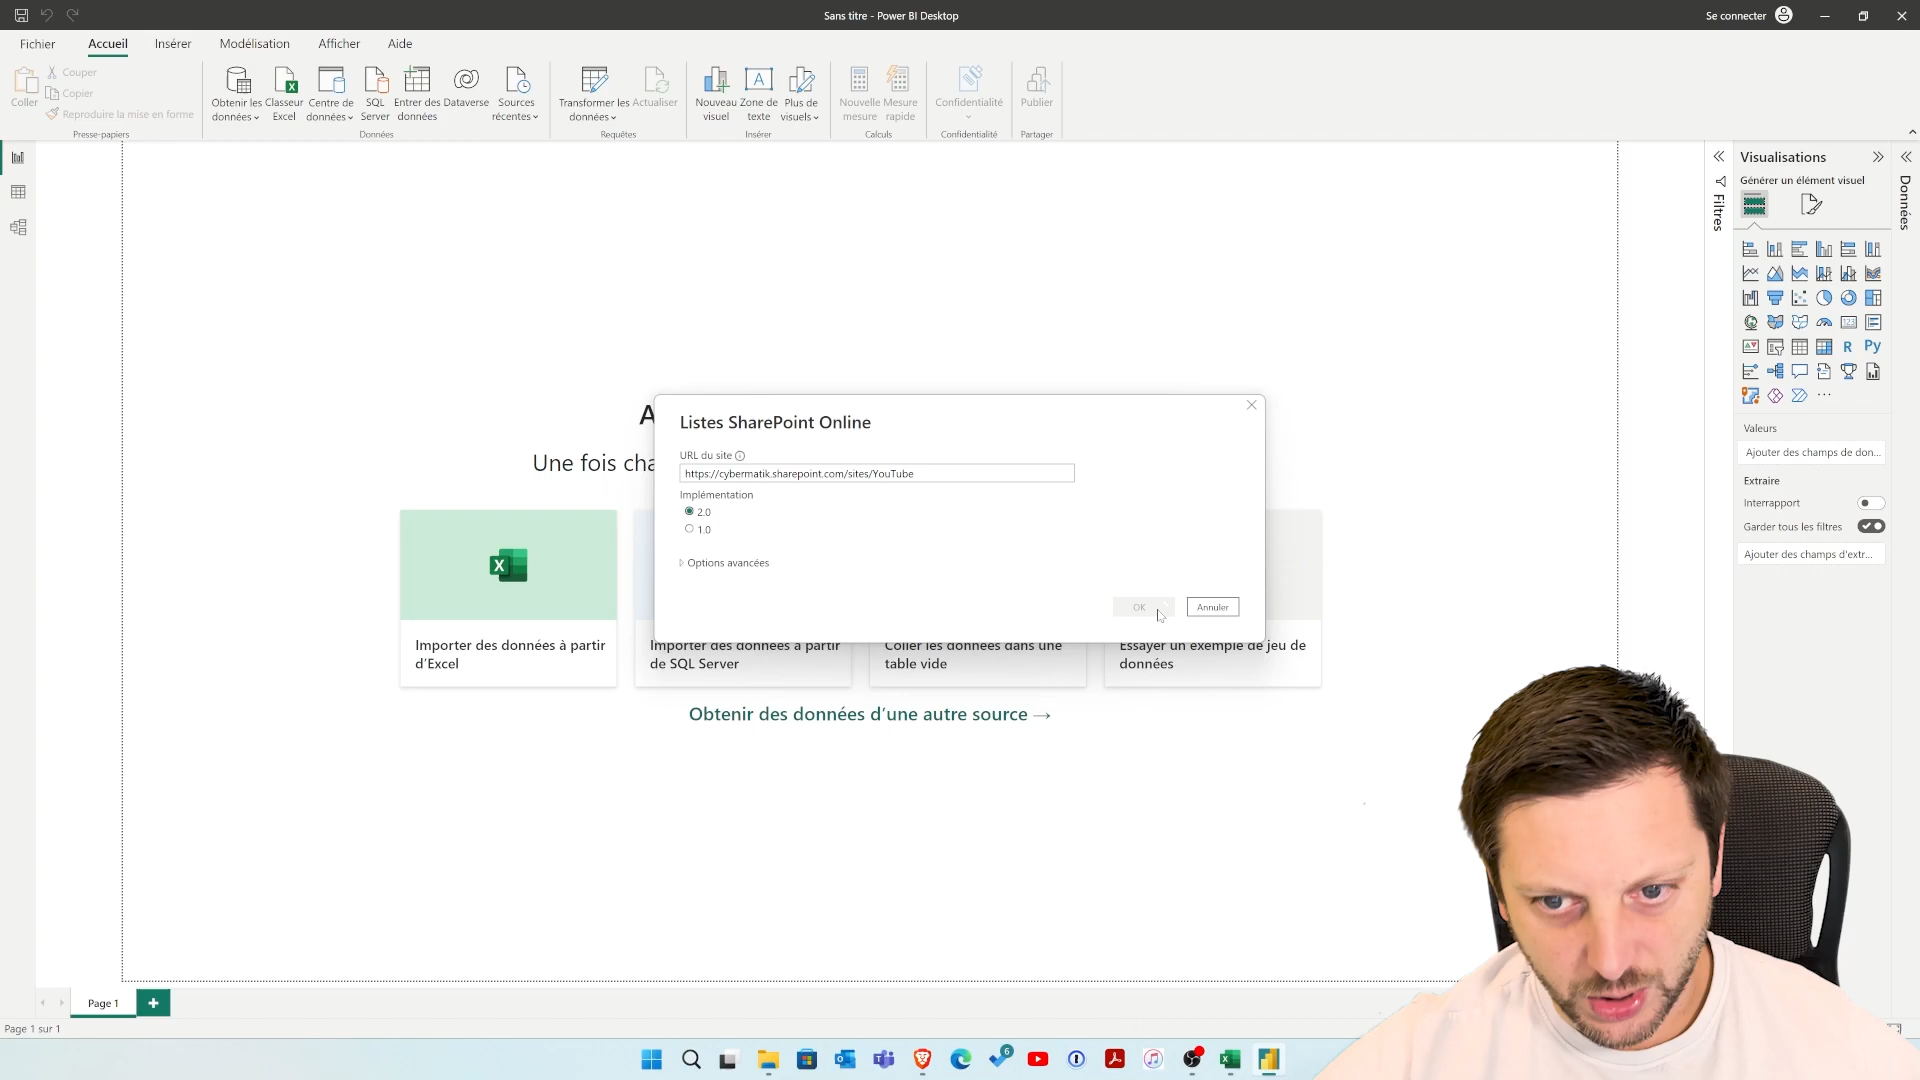 Sans titre - Power BI Desktop
Se connecter
Fichier
Accueil
Insérer
Modélisation
Afficher
Aide
Coller
Couper
Copier
Reproduire la mise en forme
Presse-papiers
Obtenir les données
Classeur Excel
Centre de données
SQL Server
Entrer des données
Dataverse
Sources récentes
Données
Transformer les données
Actualiser
Requêtes
Nouveau visuel
Zone de texte
Plus de visuels
Insérer
Nouvelle mesure
Mesure rapide
Calculs
Confidentialité
Confidentialité
Publier
Partager
Filtres
Visualisations
Générer un élément visuel
R
Py
123
Valeurs
Ajouter des champs de don...
Extraire
Interrapport
Garder tous les filtres
Ajouter des champs d'extr...
Données
A
Une fois cha
Listes SharePoint Online
URL du site
https://cybermatik.sharepoint.com/sites/YouTube
Implémentation
2.0
1.0
Options avancées
OK
Annuler
Importer des données à partir
d'Excel
Importer des données à partir
de SQL Server
Coller les données dans une
table vide
Essayer un exemple de jeu de
données
Obtenir des données d'une autre source →
Page 1
Page 1 sur 1
6